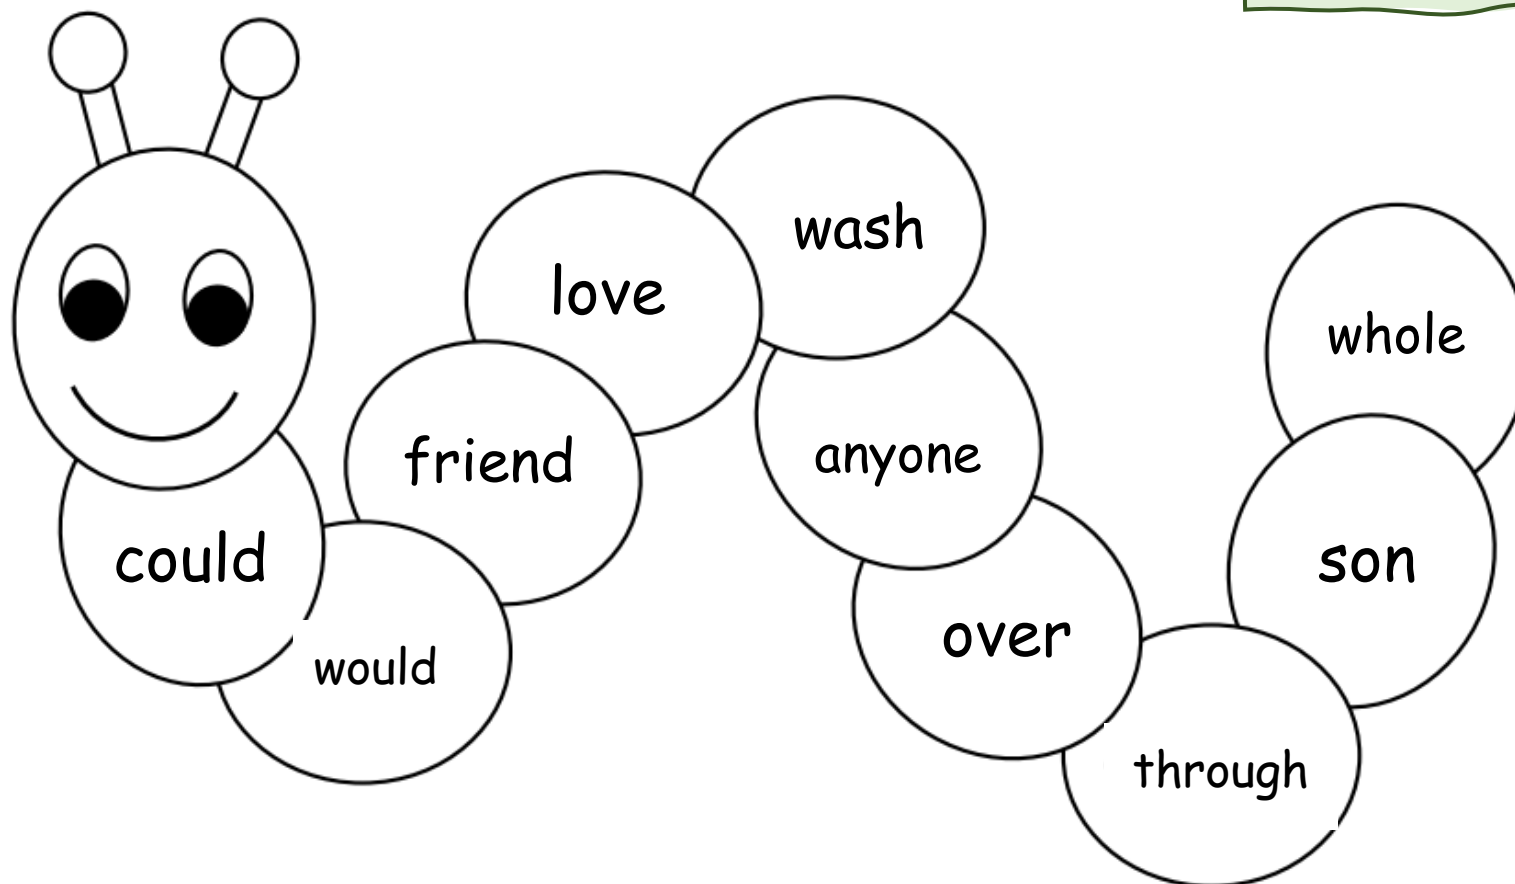 could
would
friend
love
wash
anyone
over
through
son
whole